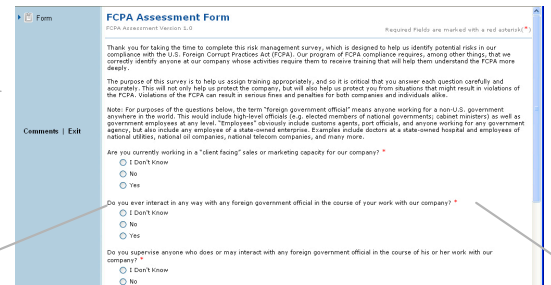 Form
FCPA Assessment Form
FCPA Assessment Version 1.0
Required Fields are marked with a red asterisk(*)
Thank you for taking the time to complete this risk management survey, which is designed to help us identify potential risks in our
compliance with the U.S. Foreign Corrupt Practices Act (FCPA). Our program of FCPA compliance requires, among other things, that we
correctly identify anyone at our company whose activities require them to receive training that will help them understand the FCPA more
deeply.
The purpose of this survey is to help us assign training appropriately, and so it is critical that you answer each question carefully and
accurately. This will not only help us protect the company, but will also help us protect you from situations that might result in violations of
the FCPA. Violations of the FCPA can result in serious fines and penalties for both companies and individuals alike.
Note: For purposes of the questions below, the term "foreign government official" means anyone working for a non-U.S. government
anywhere in the world. This would include high-level officials (e.g. elected members of national governments; cabinet ministers) as well as
government employees at any level. "Employees" obviously include customs agents, port officials, and anyone working for any government
agency, but also include any employee of a state-owned enterprise. Examples include doctors at a state-owned hospital and employees of
national utilities, national oil companies, national telecom companies, and many more.
Comments | Exit
Are you currently working in a "client facing" sales or marketing capacity for our company? *
I Don't Know
No
Yes
Do you ever interact in any way with any foreign government official in the course of your work with our company? *
I Don't Know
No
Yes
Do you supervise anyone who does or may interact with any foreign government official in the course of his or her work with our
company? *
I Don't Know
No